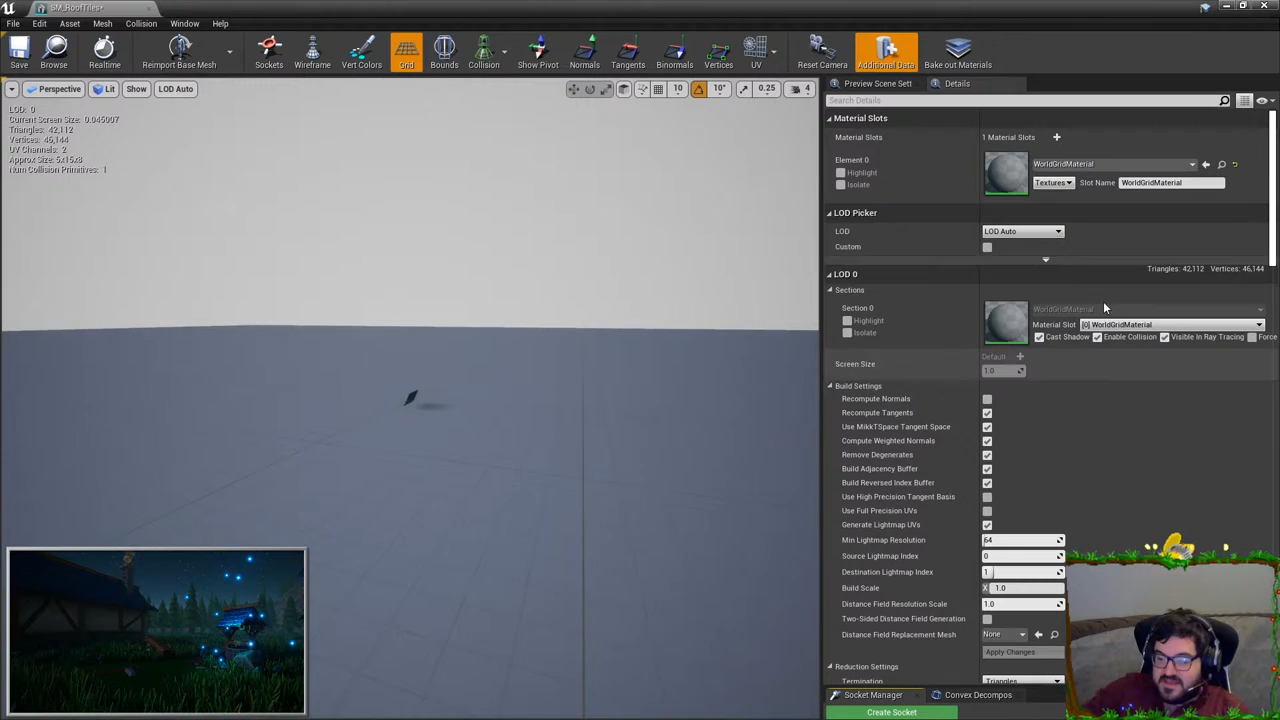 SM_RoofTiles*
File Edit Asset Mesh Collision Window Help
Save Browse Realtime Reimport Base Mesh Sockets Wireframe Vert Colors Grid Bounds Collision Show Pivot Normals Tangents Binormals Vertices UV Reset Camera Additional Data Bake out Materials
Perspective Lit Show LOD Auto 10 10° 0.25 4
LOD: 0
Current Screen Size: 0.045007
Triangles: 42,112
Vertices: 46,144
UV Channels: 2
Approx Size: 5x15x8
Num Collision Primitives: 1
Preview Scene Sett Details
Search Details
Material Slots
Material Slots 1 Material Slots
Element 0 WorldGridMaterial
Highlight
Isolate Textures Slot Name WorldGridMaterial
LOD Picker
LOD LOD Auto
Custom
Triangles: 42,112 Vertices: 46,144
LOD 0
Sections
Section 0 WorldGridMaterial
Highlight Material Slot [0] WorldGridMaterial
Isolate Cast Shadow Enable Collision Visible In Ray Tracing Force
Default
Screen Size 1.0
Build Settings
Recompute Normals
Recompute Tangents
Use MikkTSpace Tangent Space
Compute Weighted Normals
Remove Degenerates
Build Adjacency Buffer
Build Reversed Index Buffer
Use High Precision Tangent Basis
Use Full Precision UVs
Generate Lightmap UVs
Min Lightmap Resolution 64
Source Lightmap Index 0
Destination Lightmap Index 1
Build Scale X 1.0
Distance Field Resolution Scale 1.0
Two-Sided Distance Field Generation
Distance Field Replacement Mesh None
Apply Changes
Reduction Settings
Termination Triangles
Socket Manager Convex Decompos
Create Socket